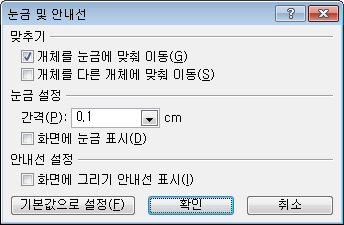 눈금 및 안내선
맞추기
개체를 눈금에 맞춰 이동(G)
개체를 다른 개체에 맞춰 이동(S)
눈금 설정
간격(P): 0.1 cm
화면에 눈금 표시(D)
안내선 설정
화면에 그리기 안내선 표시(I)
기본값으로 설정(F) 확인 취소